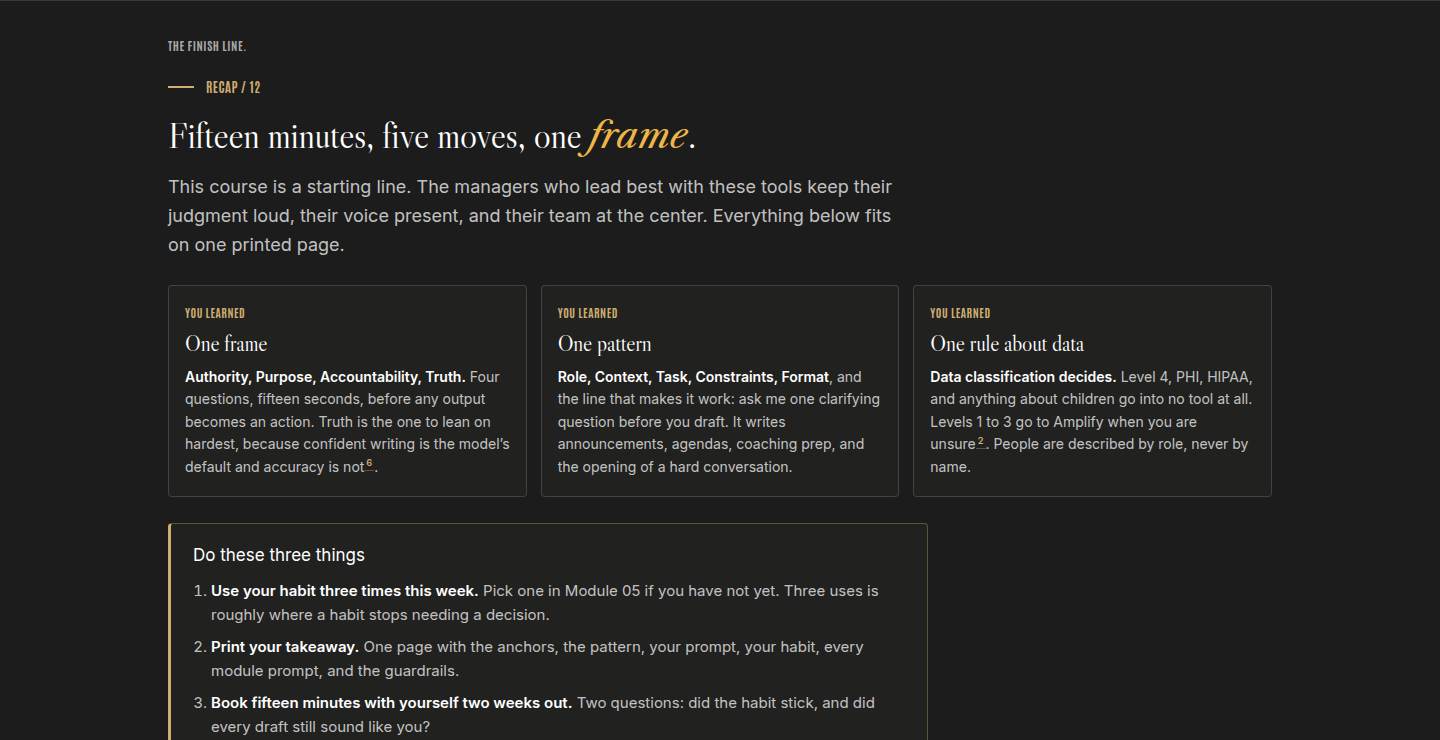 THE FINISH LINE.
RECAP / 12
Fifteen minutes, five moves, one frame.
This course is a starting line. The managers who lead best with these tools keep their
judgment loud, their voice present, and their team at the center. Everything below fits
on one printed page.
YOU LEARNED
One frame
Authority, Purpose, Accountability, Truth. Four
questions, fifteen seconds, before any output
becomes an action. Truth is the one to lean on
hardest, because confident writing is the model’s
default and accuracy is not6.
YOU LEARNED
One pattern
Role, Context, Task, Constraints, Format, and
the line that makes it work: ask me one clarifying
question before you draft. It writes
announcements, agendas, coaching prep, and
the opening of a hard conversation.
YOU LEARNED
One rule about data
Data classification decides. Level 4, PHI, HIPAA,
and anything about children go into no tool at all.
Levels 1 to 3 go to Amplify when you are
unsure2. People are described by role, never by
name.
Do these three things
1. Use your habit three times this week. Pick one in Module 05 if you have not yet. Three uses is
roughly where a habit stops needing a decision.
2. Print your takeaway. One page with the anchors, the pattern, your prompt, your habit, every
module prompt, and the guardrails.
3. Book fifteen minutes with yourself two weeks out. Two questions: did the habit stick, and did
every draft still sound like you?